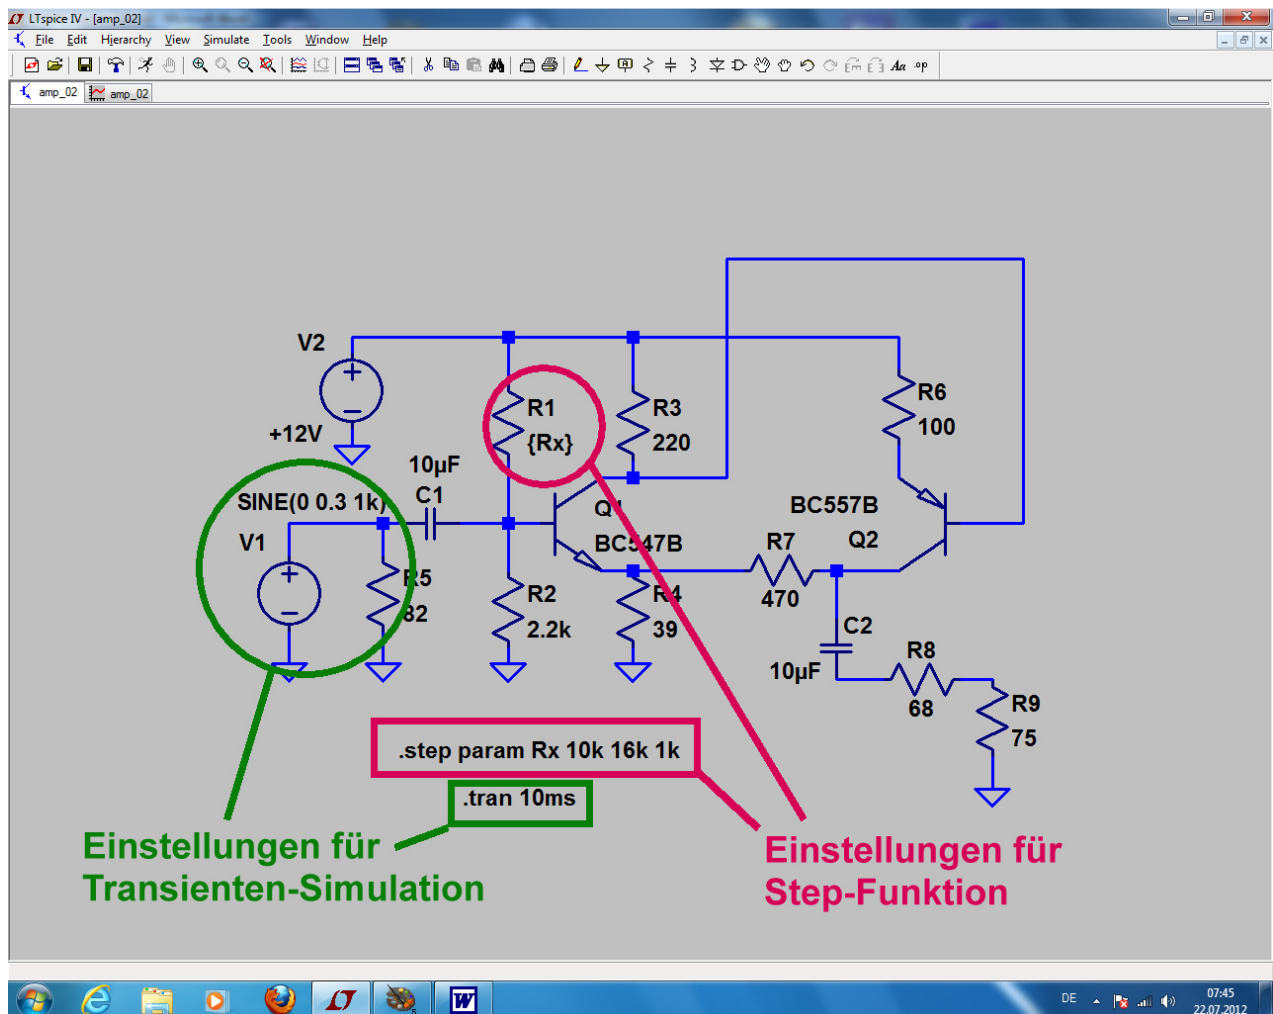 LTspice IV - [amp_02]
File Edit Hierarchy View Simulate Tools Window Help
amp_02 amp_02
V2
+12V
R1
{Rx}
R3
220
R6
100
10µF
C1
SINE(0 0.3 1k)
V1
R5
82
Q1
BC547B
BC557B
Q2
R7
470
R2
2.2k
R4
39
C2
10µF
R8
68
R9
75
.step param Rx 10k 16k 1k
.tran 10ms
Einstellungen für
Transienten-Simulation
Einstellungen für
Step-Funktion
DE
07:45
22.07.2012